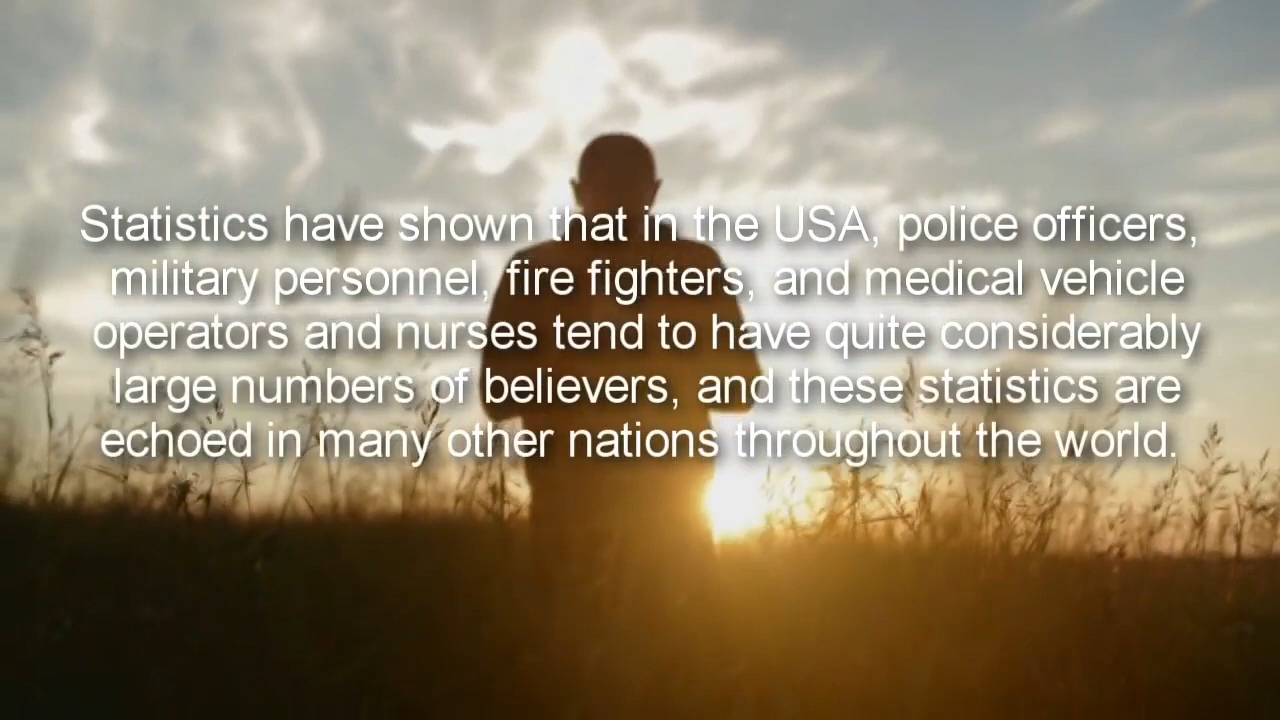 Statistics have shown that in the USA, police officers,
military personnel, fire fighters, and medical vehicle
operators and nurses tend to have quite considerably
large numbers of believers, and these statistics are
echoed in many other nations throughout the world.